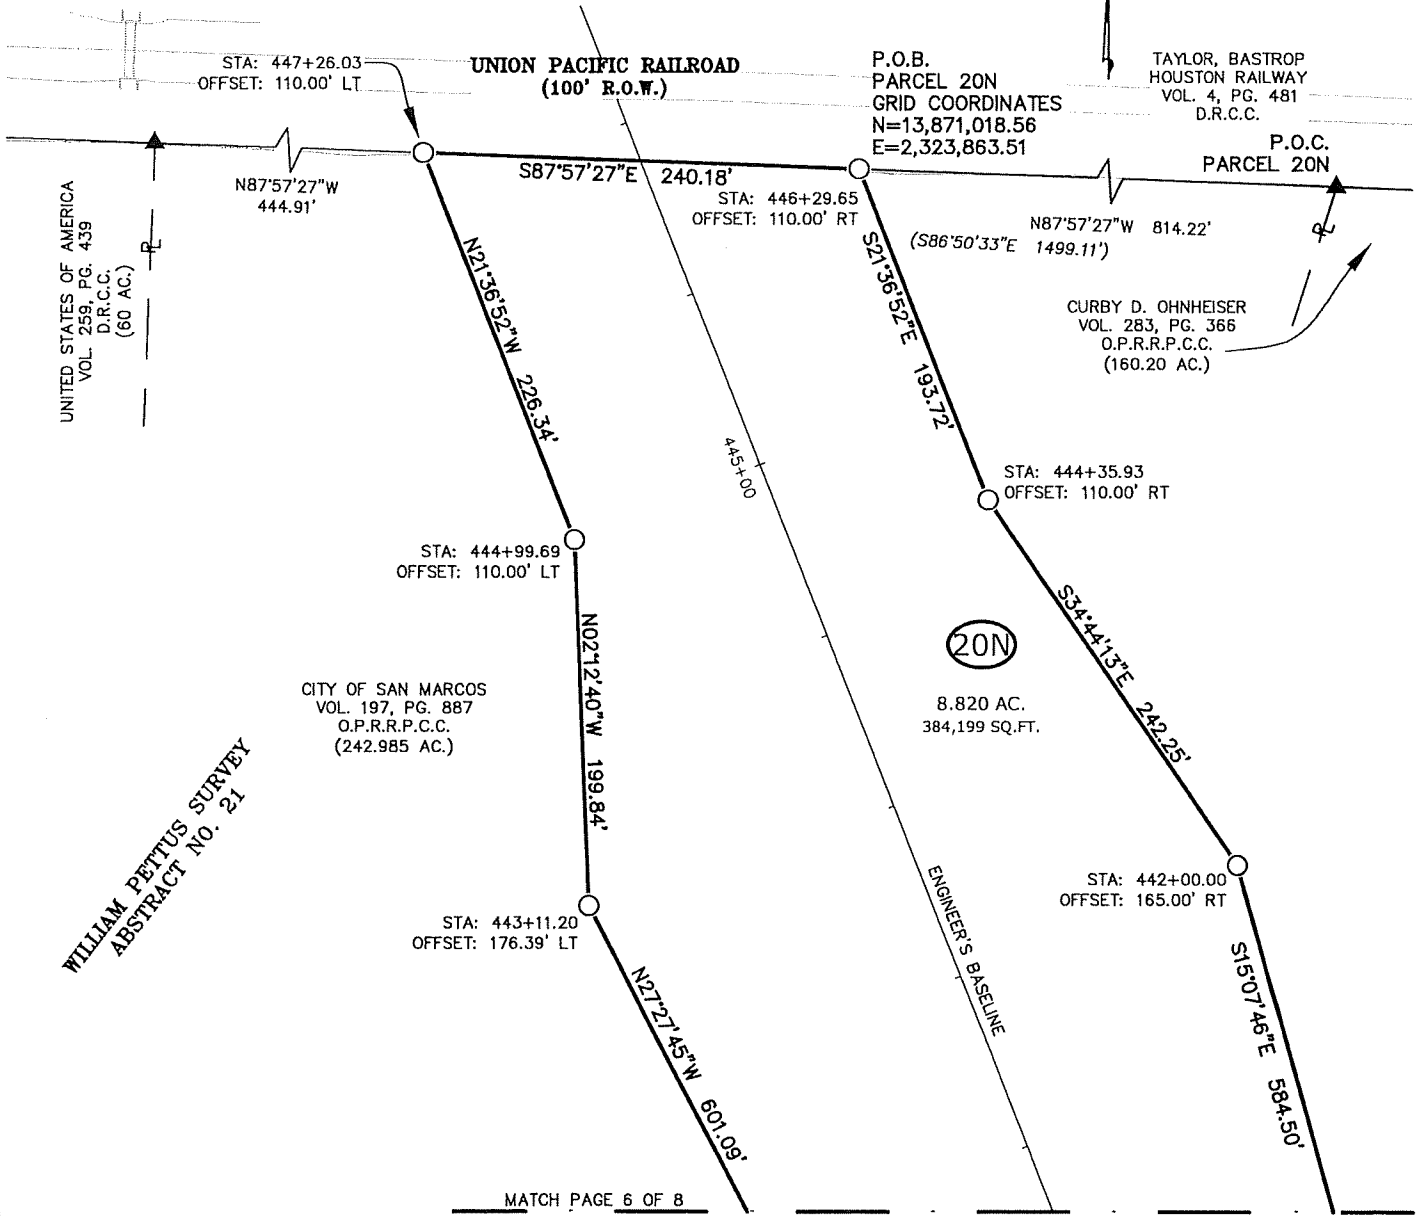 STA: 447+26.03
OFFSET: 110.00' LT
UNION PACIFIC RAILROAD
(100' R.O.W.)
P.O.B.
PARCEL 20N
GRID COORDINATES
N=13,871,018.56
E=2,323,863.51
TAYLOR, BASTROP
HOUSTON RAILWAY
VOL. 4, PG. 481
D.R.C.C.
P.O.C.
PARCEL 20N
N87°57'27"W
444.91'
S87°57'27"E 240.18'
STA: 446+29.65
OFFSET: 110.00' RT
N87°57'27"W 814.22'
(S86°50'33"E 1499.11')
UNITED STATES OF AMERICA
VOL. 259, PG. 439
D.R.C.C.
(60 AC.)
PL
PL
N21°36'52"W 226.34'
S21°36'52"E 193.72'
CURBY D. OHNHEISER
VOL. 283, PG. 366
O.P.R.R.P.C.C.
(160.20 AC.)
445+00
STA: 444+35.93
OFFSET: 110.00' RT
STA: 444+99.69
OFFSET: 110.00' LT
N02°12'40"W 199.84'
S34°44'13"E 242.25'
20N
8.820 AC.
384,199 SQ.FT.
CITY OF SAN MARCOS
VOL. 197, PG. 887
O.P.R.R.P.C.C.
(242.985 AC.)
WILLIAM PETTUS SURVEY
ABSTRACT NO. 21
STA: 442+00.00
OFFSET: 165.00' RT
STA: 443+11.20
OFFSET: 176.39' LT
ENGINEER'S BASELINE
N27°27'45"W 601.09'
S15°07'46"E 584.50'
MATCH PAGE 6 OF 8